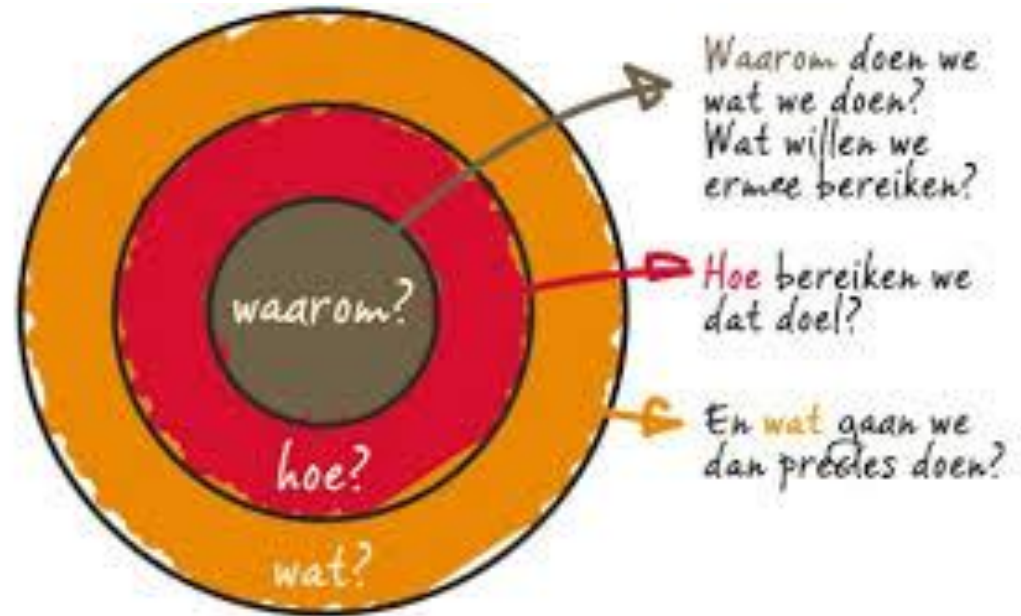 waarom?
hoe?
wat?
Waarom doen we
wat we doen?
Wat willen we
ermee bereiken?
Hoe bereiken we
dat doel?
En wat gaan we
dan precies doen?